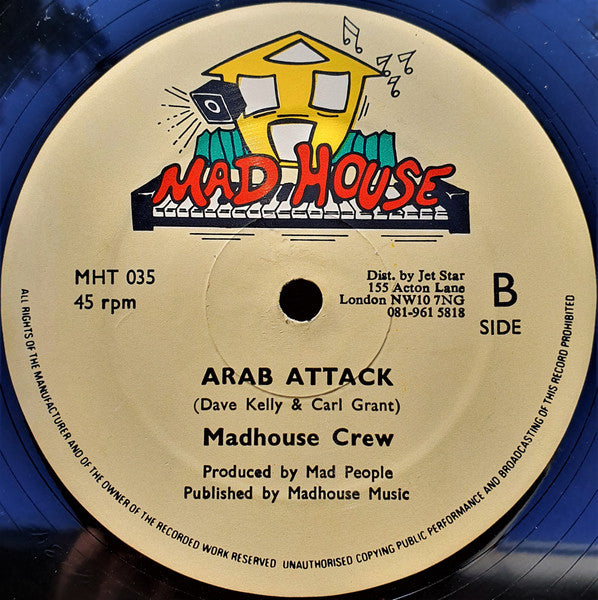 MAD HOUSE
MHT 035
45 rpm
Dist. by Jet Star
155 Acton Lane
London NW10 7NG
081-961 5818
B
SIDE
ARAB ATTACK
(Dave Kelly & Carl Grant)
Madhouse Crew
Produced by Mad People
Published by Madhouse Music
ALL RIGHTS OF THE MANUFACTURER AND OF THE OWNER OF THE RECORDED WORK RESERVED UNAUTHORISED COPYING PUBLIC PERFORMANCE AND BROADCASTING OF THIS RECORD PROHIBITED